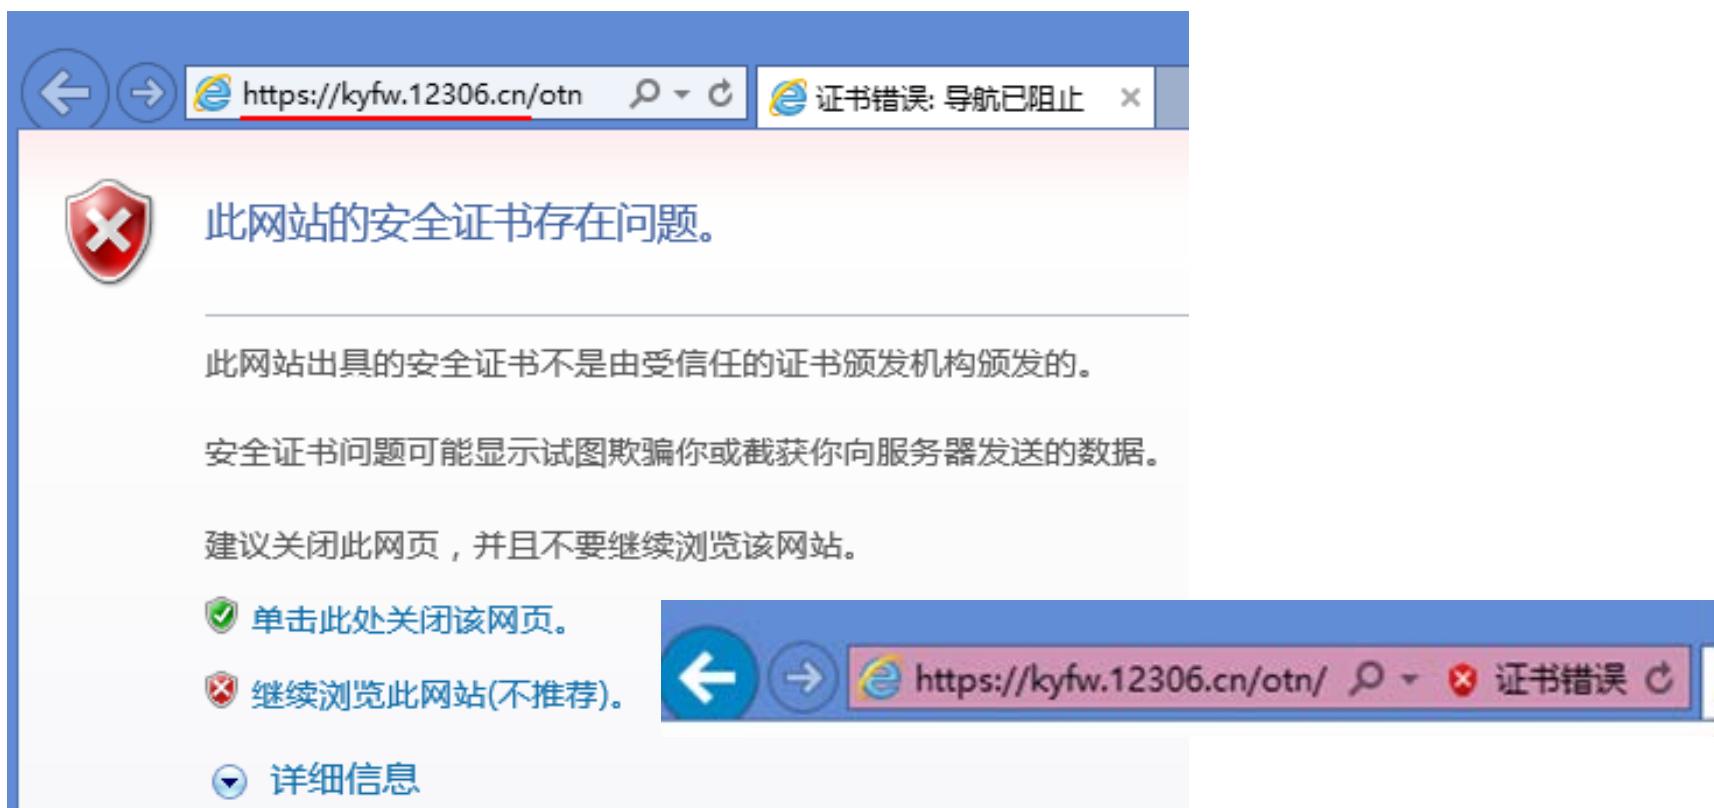 https://kyfw.12306.cn/otn
证书错误: 导航已阻止
此网站的安全证书存在问题。
此网站出具的安全证书不是由受信任的证书颁发机构颁发的。
安全证书问题可能显示试图欺骗你或截获你向服务器发送的数据。
建议关闭此网页，并且不要继续浏览该网站。
单击此处关闭该网页。
继续浏览此网站(不推荐)。
详细信息
https://kyfw.12306.cn/otn/
证书错误